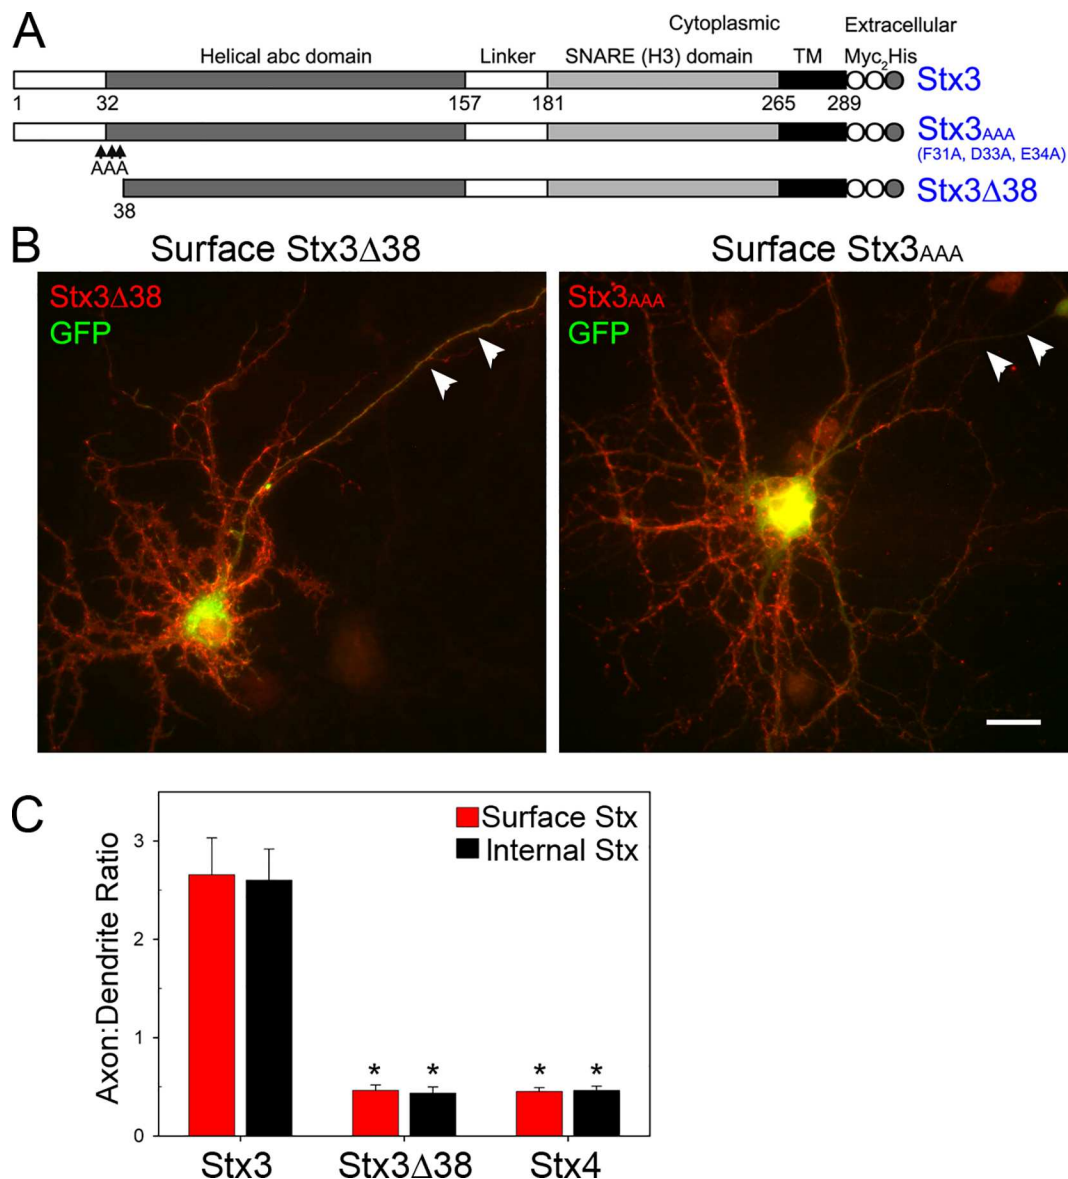 A
Cytoplasmic Extracellular
Helical abc domain Linker SNARE (H3) domain TM Myc2His
Stx3
1 32 157 181 265 289
Stx3AAA
(F31A, D33A, E34A)
AAA
Stx3Δ38
38
B
Surface Stx3Δ38 Surface Stx3AAA
Stx3Δ38
GFP
Stx3AAA
GFP
C
Surface Stx
Internal Stx
Axon:Dendrite Ratio
3
2
1
0
* * * *
Stx3 Stx3Δ38 Stx4